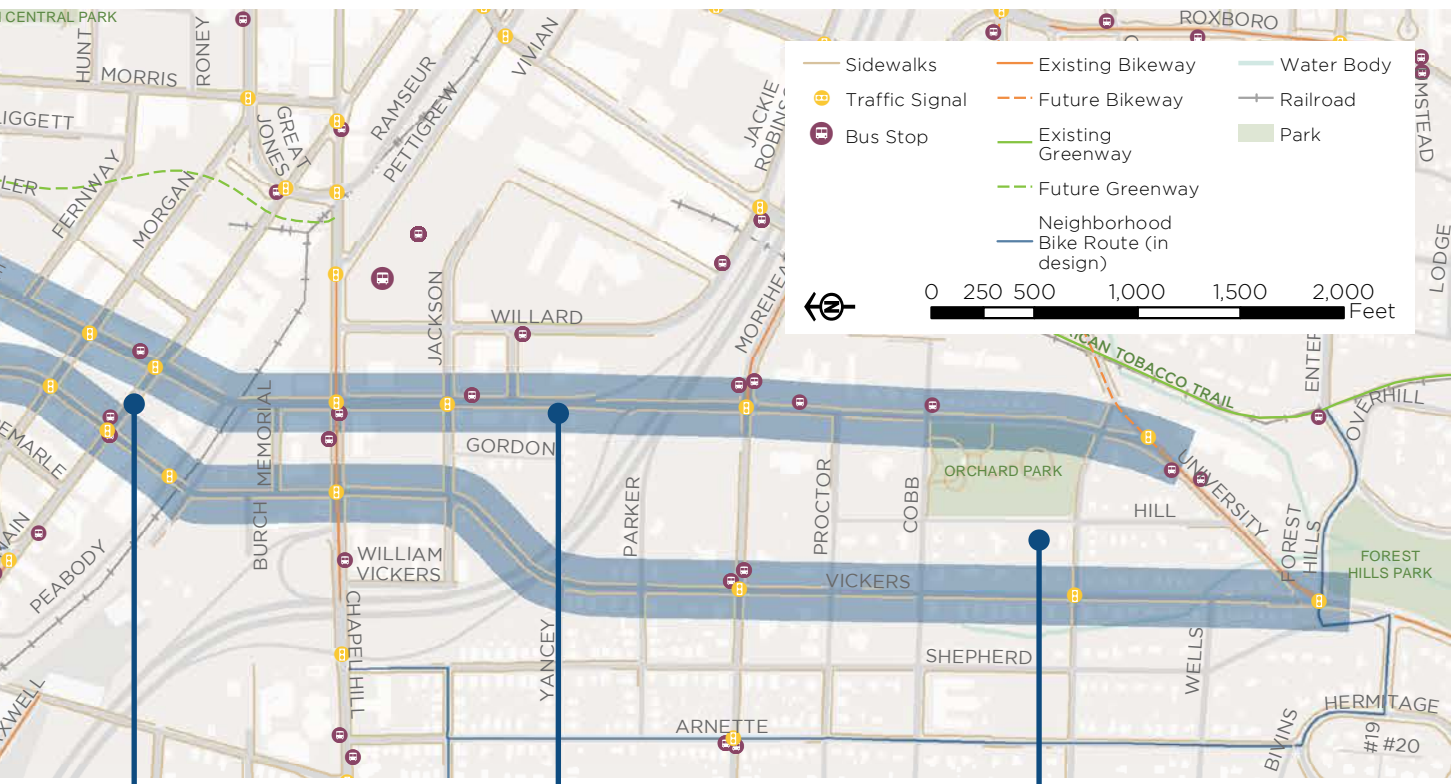 N CENTRAL PARK
HUNT
RONEY
MORRIS
LIGGETT
GREAT
JONES
RAMSEUR
PETTIGREW
VIVIAN
JACKIE
ROBINS
ROXBORO
MSTEAD
LODGE
Sidewalks
Traffic Signal
Bus Stop
Existing Bikeway
Future Bikeway
Existing
Greenway
Future Greenway
Neighborhood
Bike Route (in
design)
Water Body
Railroad
Park
N
0 250 500 1,000 1,500 2,000
Feet
LER
FERNWAY
MORGAN
JACKSON
WILLARD
MOREHEA
ICAN TOBACCO TRAIL
ENTER
OVERHILL
EMARLE
MEMORIAL
BURCH
GORDON
PARKER
PROCTOR
COBB
ORCHARD PARK
UNIVERSITY
HILL
FOREST
HILLS
FOREST
HILLS PARK
AIN
PEABODY
WILLIAM
VICKERS
VICKERS
CHAPEL HILL
YANCEY
SHEPHERD
WELLS
XWELL
ARNETTE
BIVINS
HERMITAGE
#19
#20